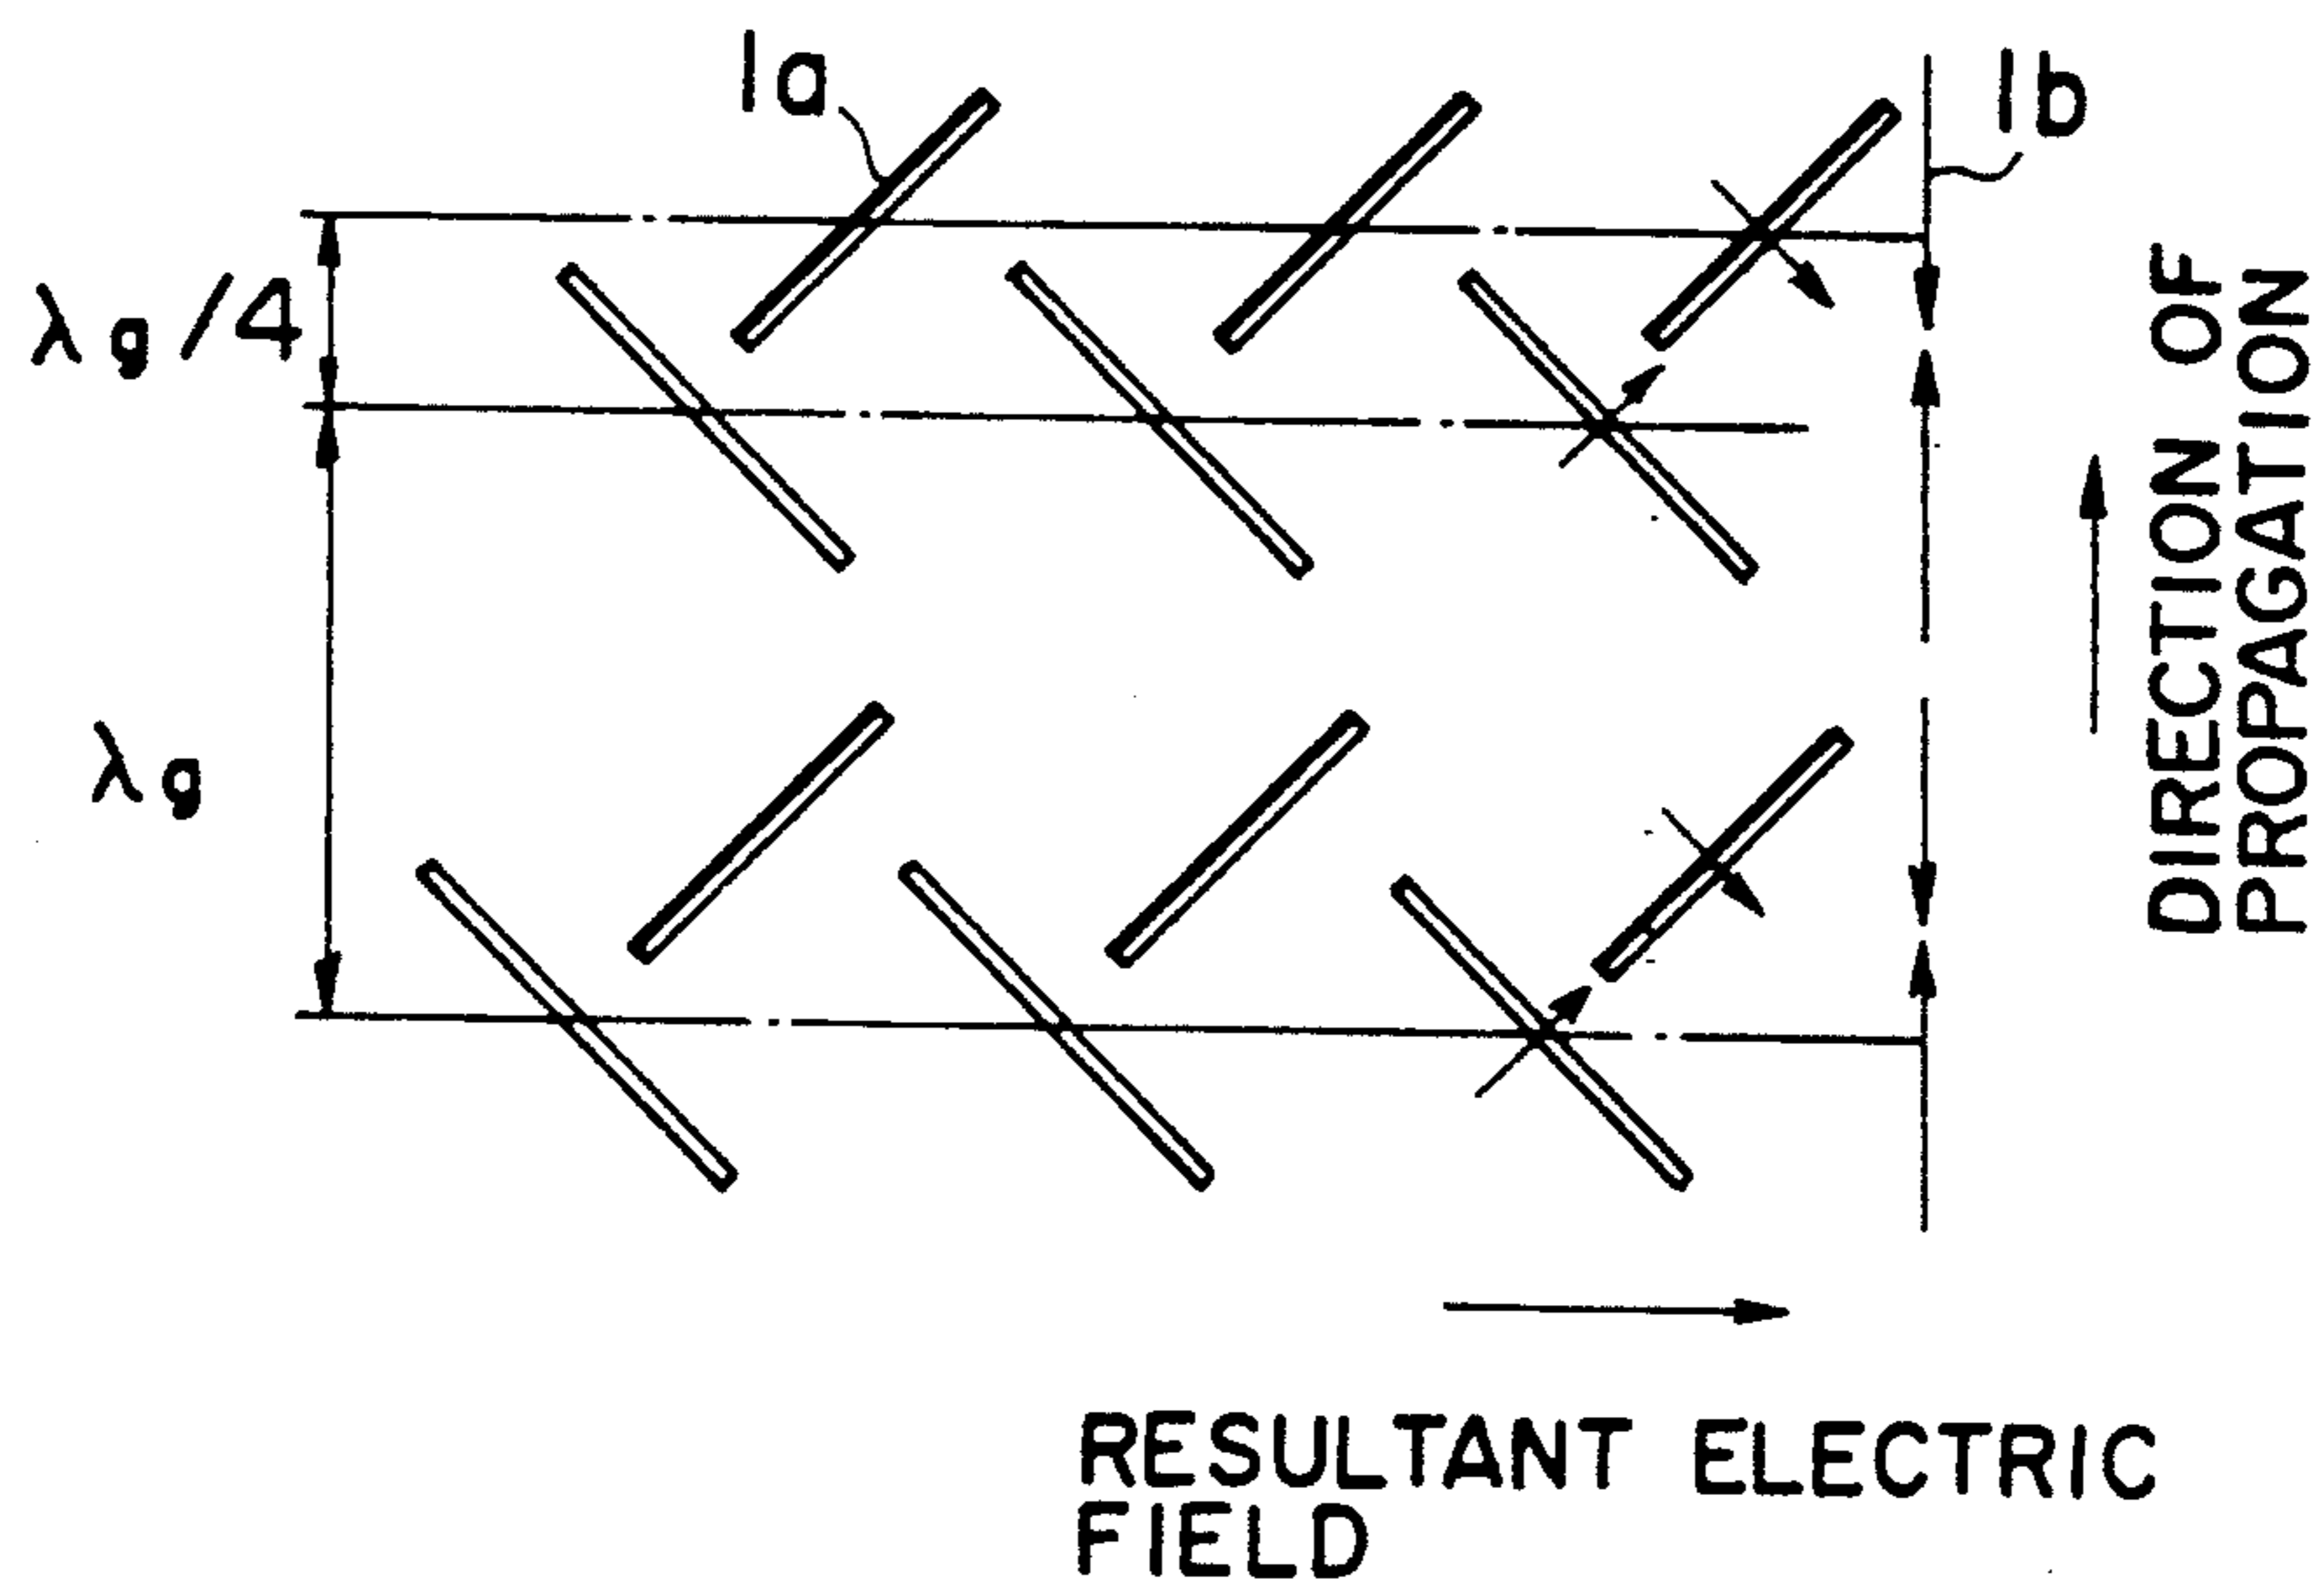 1a
1b
λg/4
λg
DIRECTION OF
PROPAGATION
RESULTANT ELECTRIC
FIELD